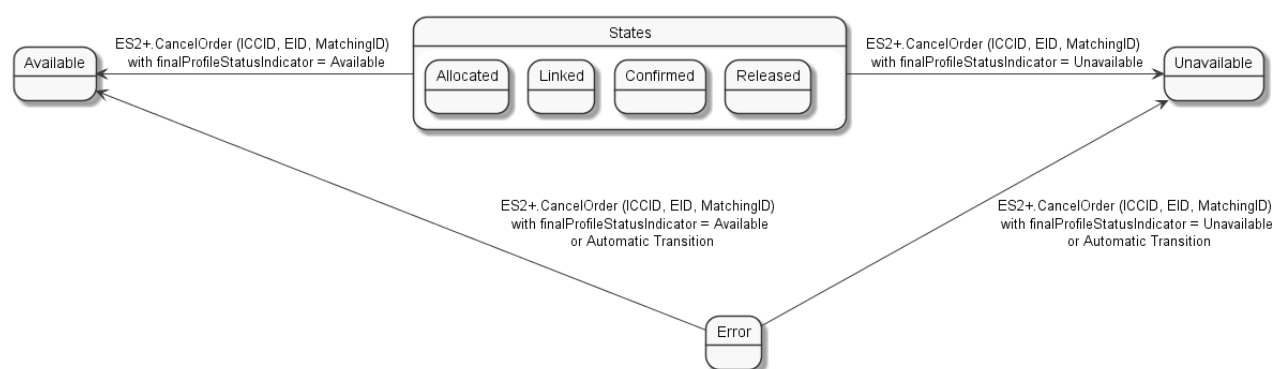 States
ES2+.CancelOrder (ICCID, EID, MatchingID)
with finalProfileStatusIndicator = Available
ES2+.CancelOrder (ICCID, EID, MatchingID)
with finalProfileStatusIndicator = Unavailable
Available
Allocated
Linked
Confirmed
Released
Unavailable
ES2+.CancelOrder (ICCID, EID, MatchingID)
with finalProfileStatusIndicator = Available
or Automatic Transition
ES2+.CancelOrder (ICCID, EID, MatchingID)
with finalProfileStatusIndicator = Unavailable
or Automatic Transition
Error